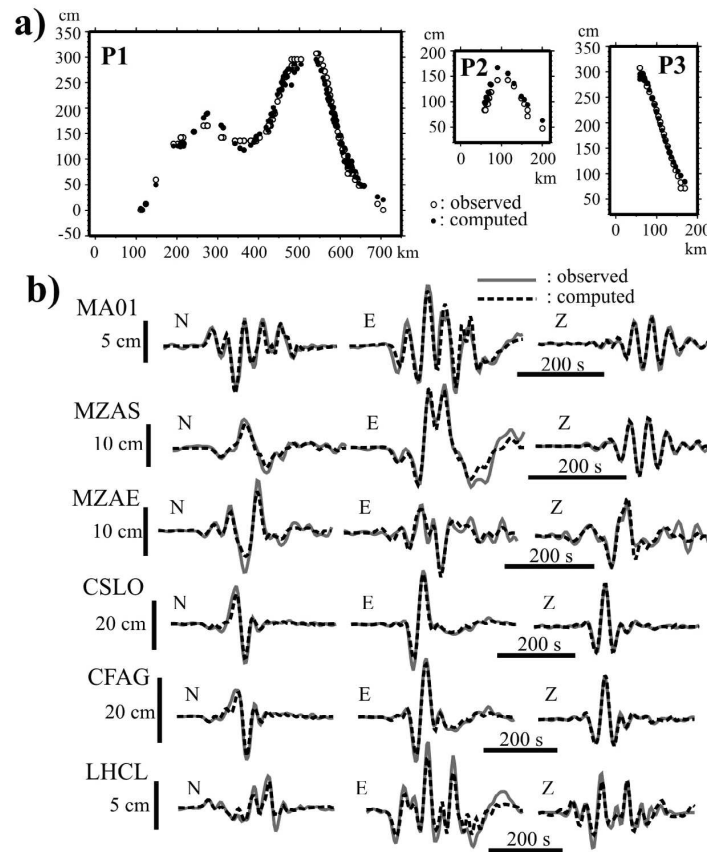 a)
cm
350
300
250
200
150
100
50
0
-50
P1
0 100 200 300 400 500 600 700 km
cm
200
150
100
50
P2
0 100 200
km
cm
350
300
250
200
150
100
50
0
P3
0 100 200
km
○ : observed
● : computed
b)
: observed
: computed
MA01
5 cm
N
E
Z
200 s
MZAS
10 cm
N
E
Z
200 s
MZAE
10 cm
N
E
Z
200 s
CSLO
20 cm
N
E
Z
200 s
CFAG
20 cm
N
E
Z
200 s
LHCL
5 cm
N
E
Z
200 s